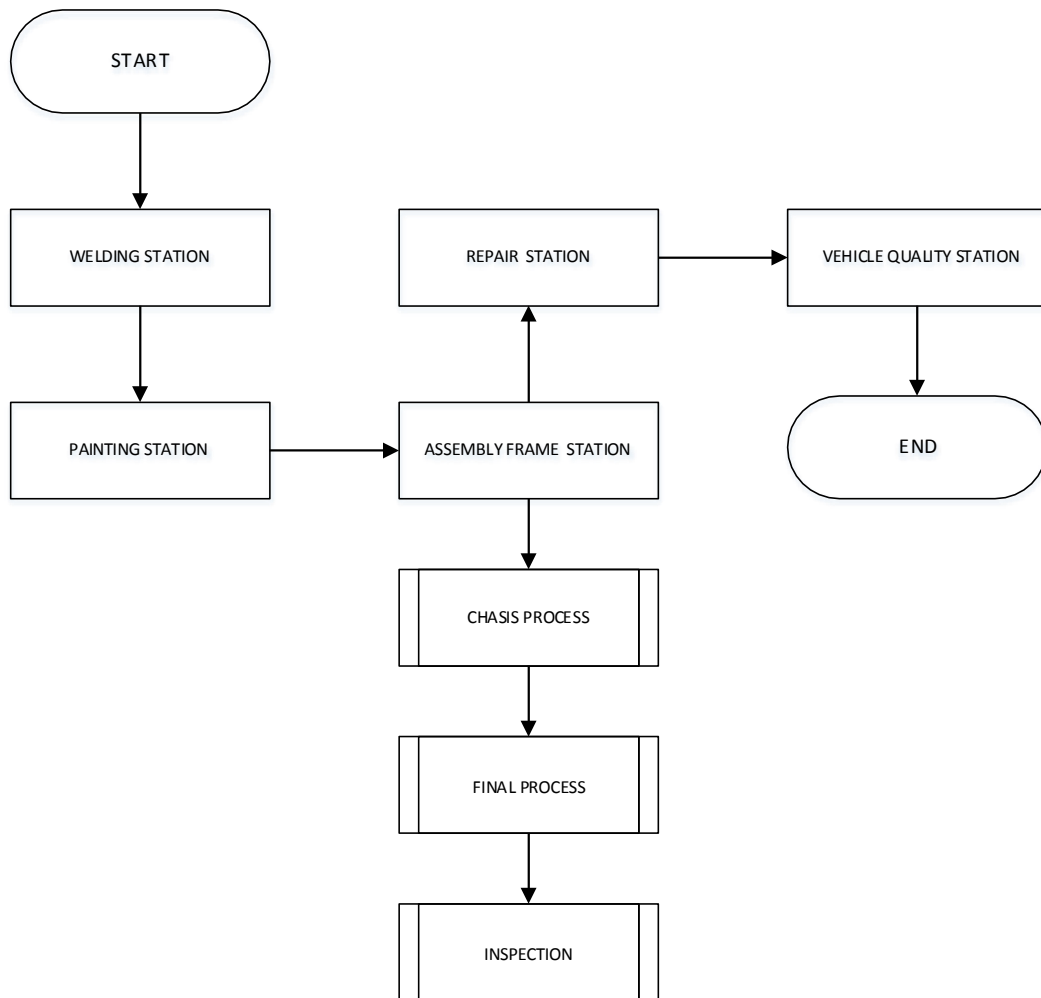 START
WELDING STATION
REPAIR STATION
VEHICLE QUALITY STATION
PAINTING STATION
ASSEMBLY FRAME STATION
END
CHASIS PROCESS
FINAL PROCESS
INSPECTION